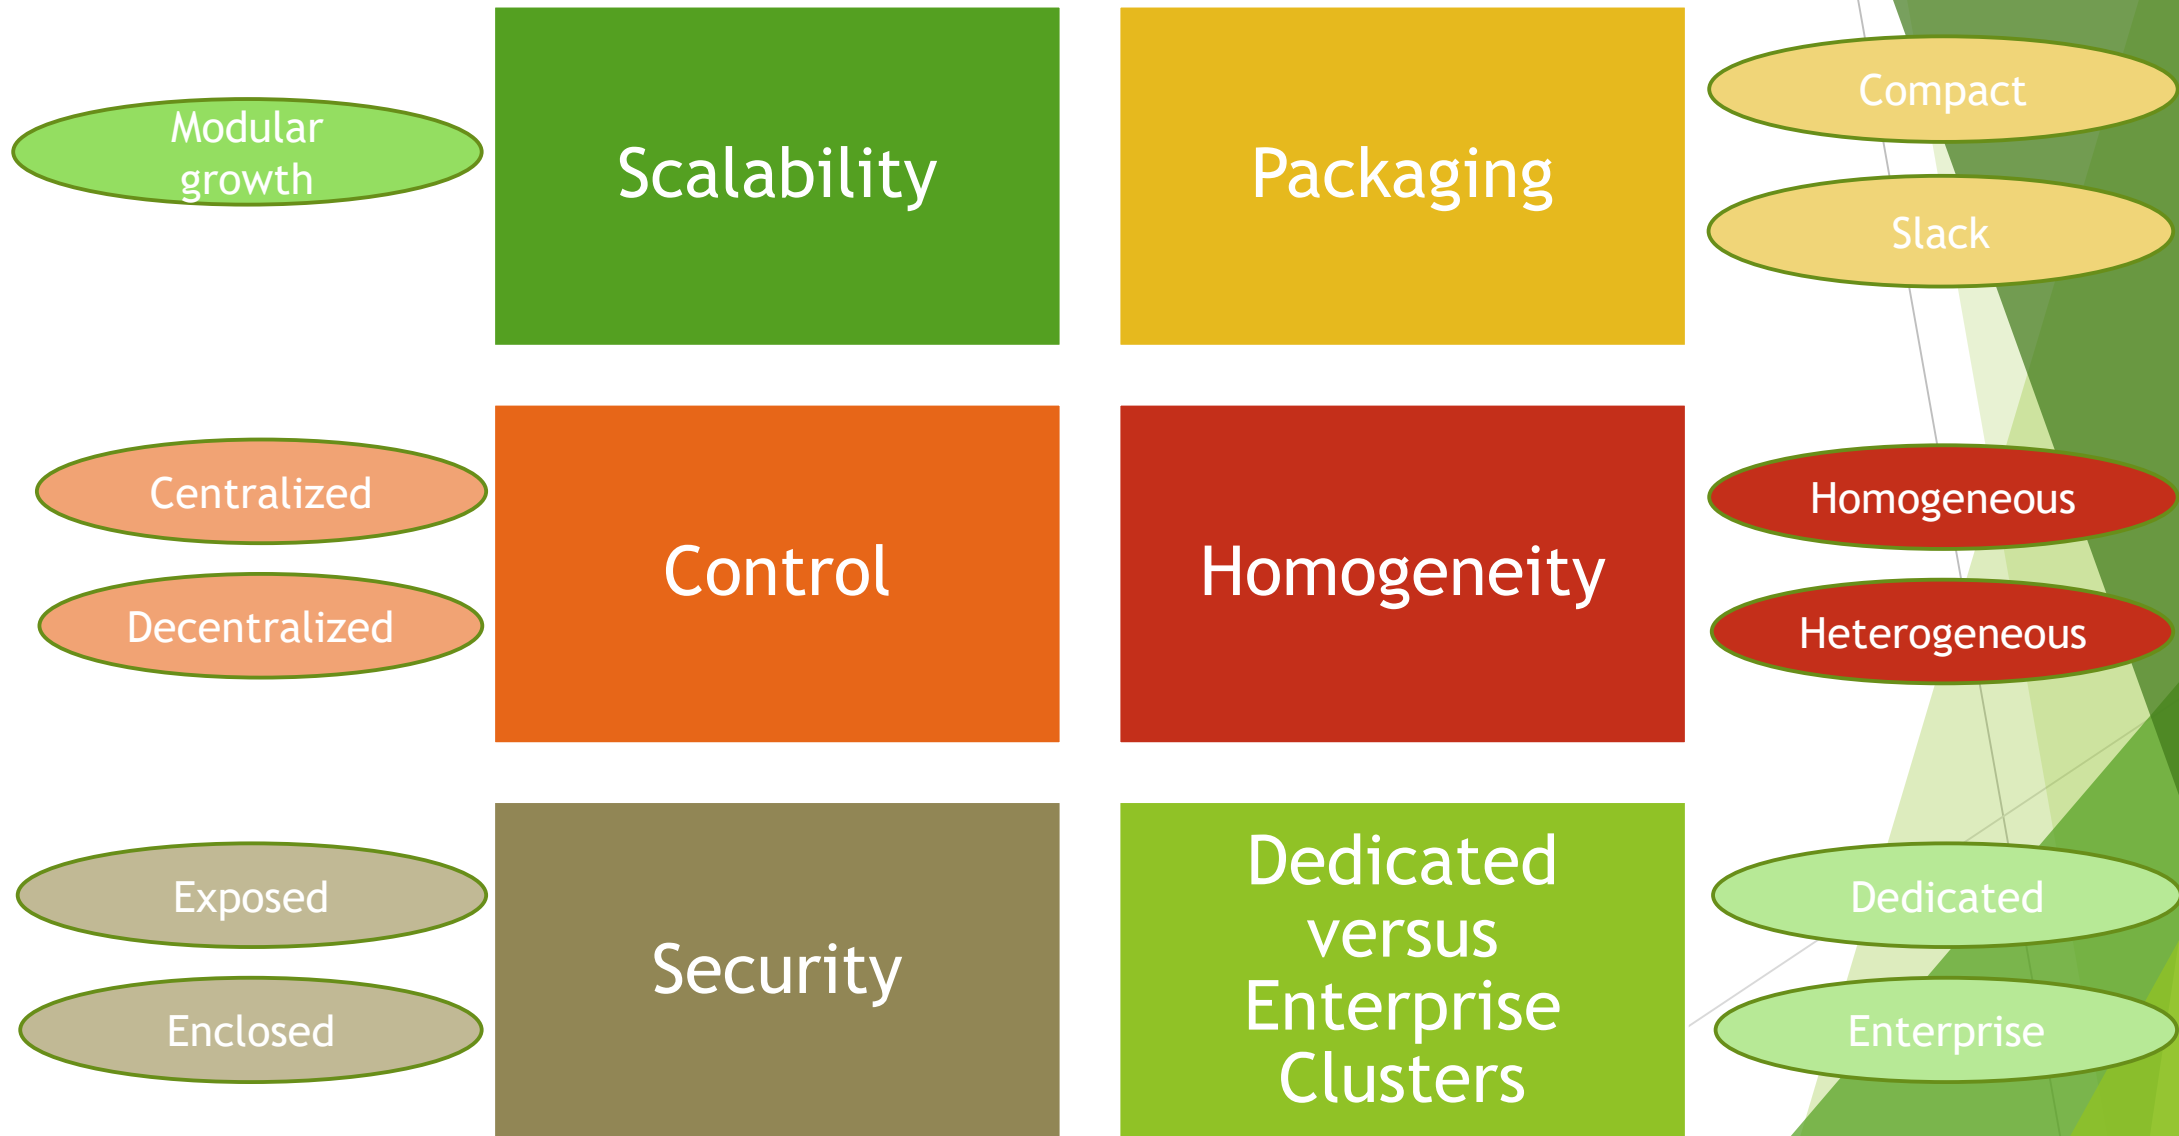 Modular
growth
Scalability
Packaging
Compact
Slack
Centralized
Decentralized
Control
Homogeneity
Homogeneous
Heterogeneous
Exposed
Enclosed
Security
Dedicated
versus
Enterprise
Clusters
Dedicated
Enterprise